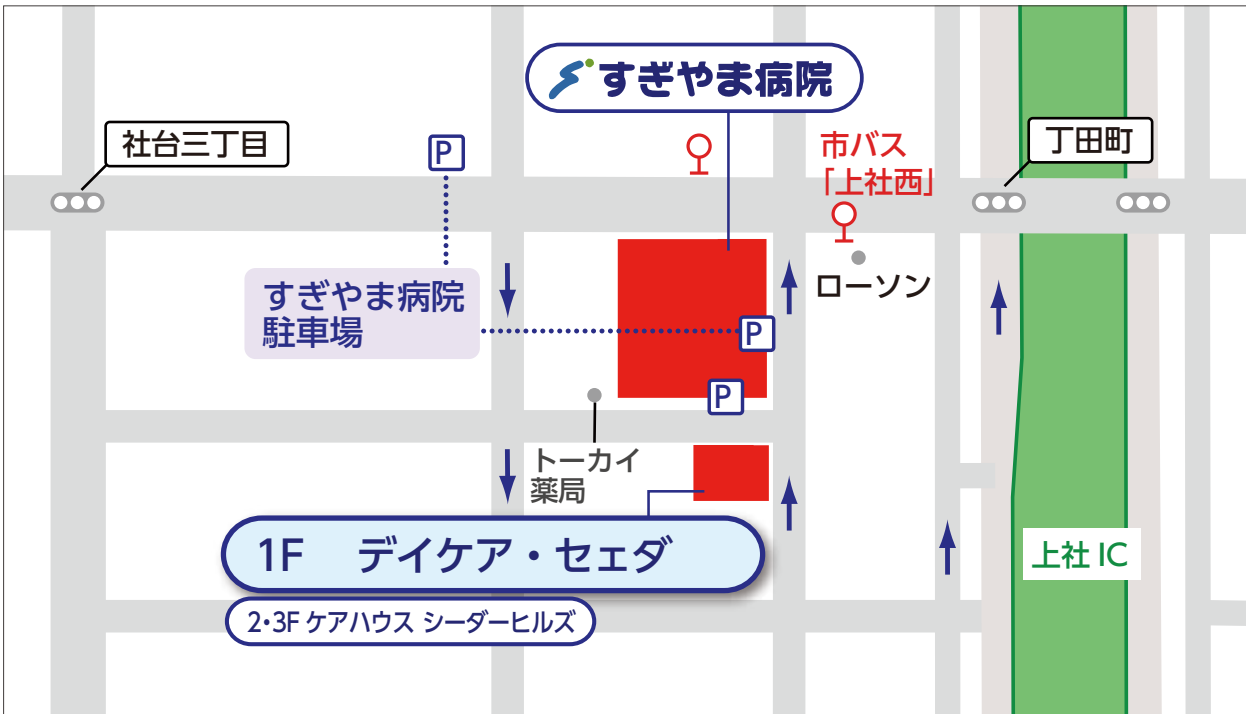 すぎやま病院
社台三丁目
P
市バス
「上社西」
丁田町
ローソン
すぎやま病院
駐車場
P
P
トーカイ
薬局
1F　デイケア・セェダ
2・3F ケアハウス シーダーヒルズ
上社 IC